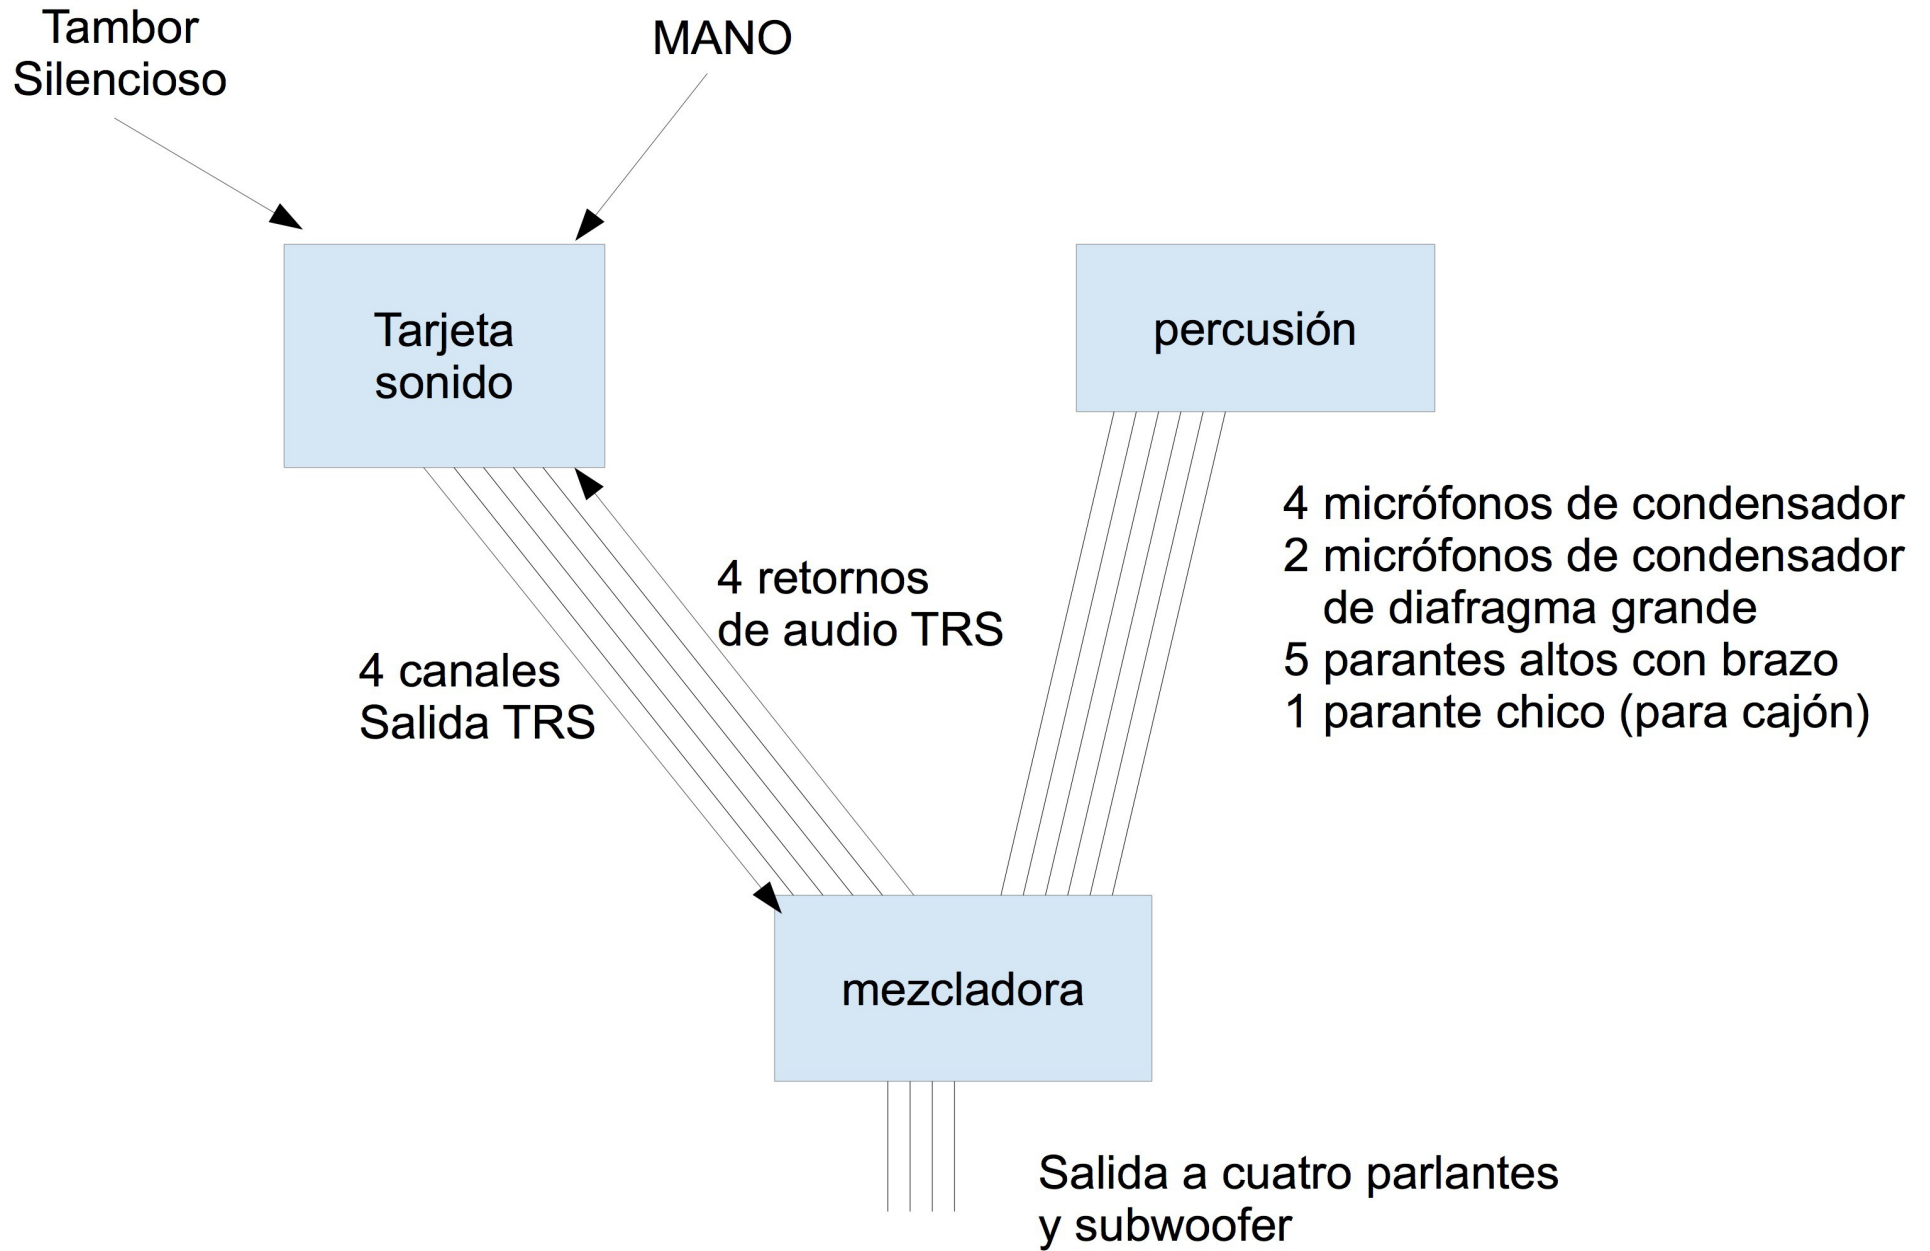 Tambor
Silencioso
MANO
Tarjeta
sonido
percusión
4 micrófonos de condensador
2 micrófonos de condensador
de diafragma grande
5 parantes altos con brazo
1 parante chico (para cajón)
4 retornos
de audio TRS
4 canales
Salida TRS
mezcladora
Salida a cuatro parlantes
y subwoofer